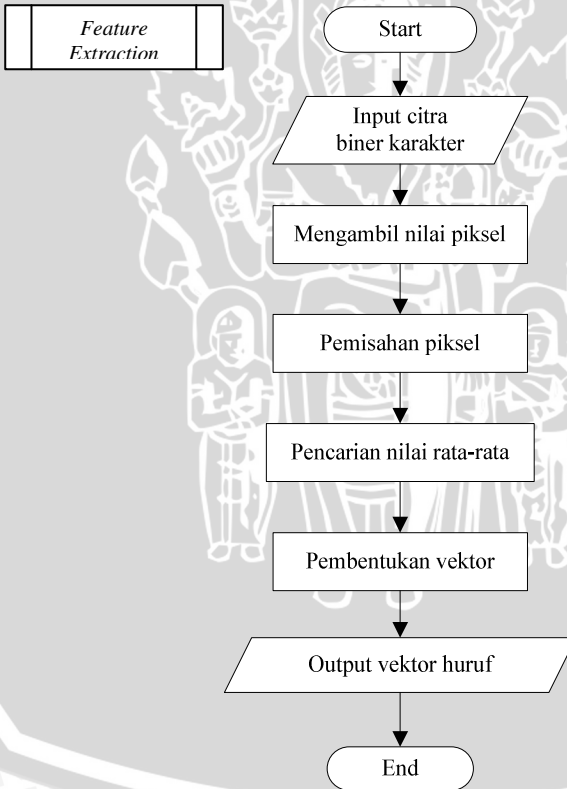 Feature
Extraction
Start
Input citra
biner karakter
Mengambil nilai piksel
Pemisahan piksel
Pencarian nilai rata-rata
Pembentukan vektor
Output vektor huruf
End